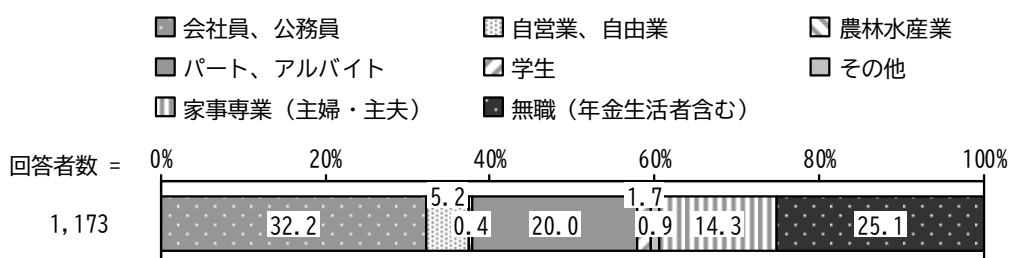 会社員、公務員 自営業、自由業 農林水産業
パート、アルバイト 学生 その他
家事専業（主婦・主夫） 無職（年金生活者含む）
回答者数 = 0% 20% 40% 60% 80% 100%
5.2 1.7
1,173 32.2 0.4 20.0 0.9 14.3 25.1